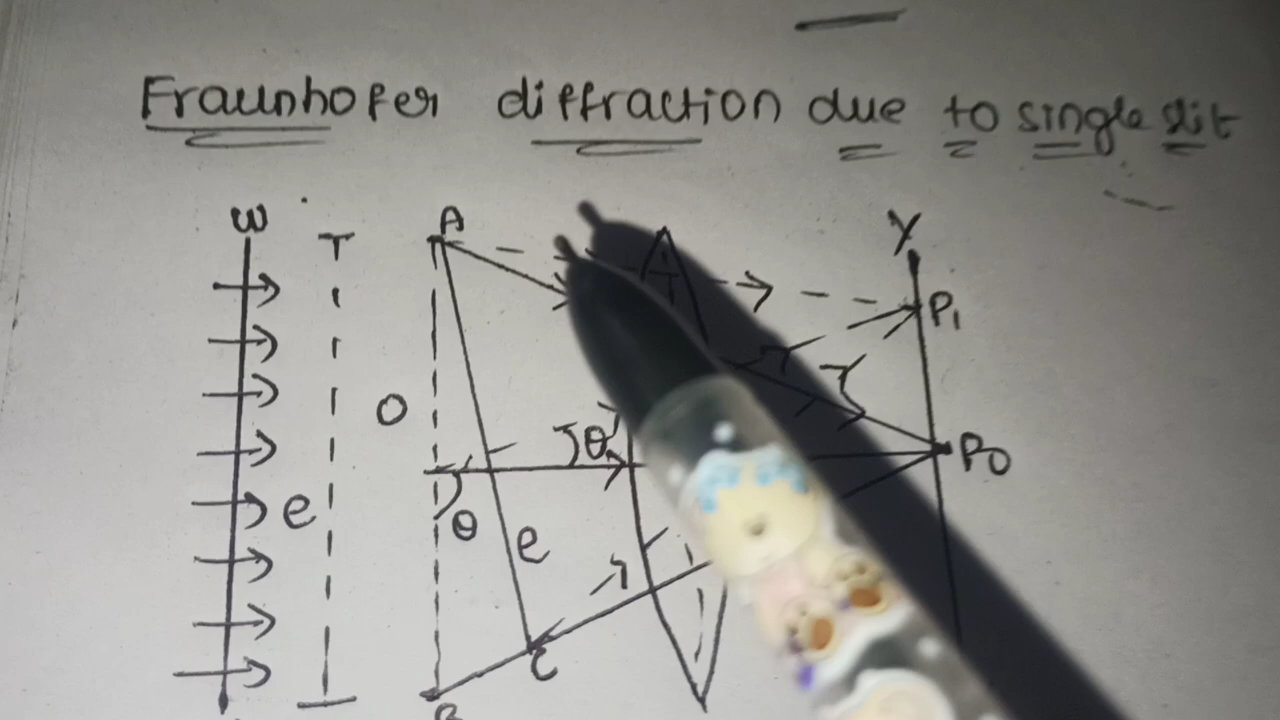 Fraunhofer diffraction due to single slit
W
A
Y
P1
O
θ
P0
e
θ
e
C
B